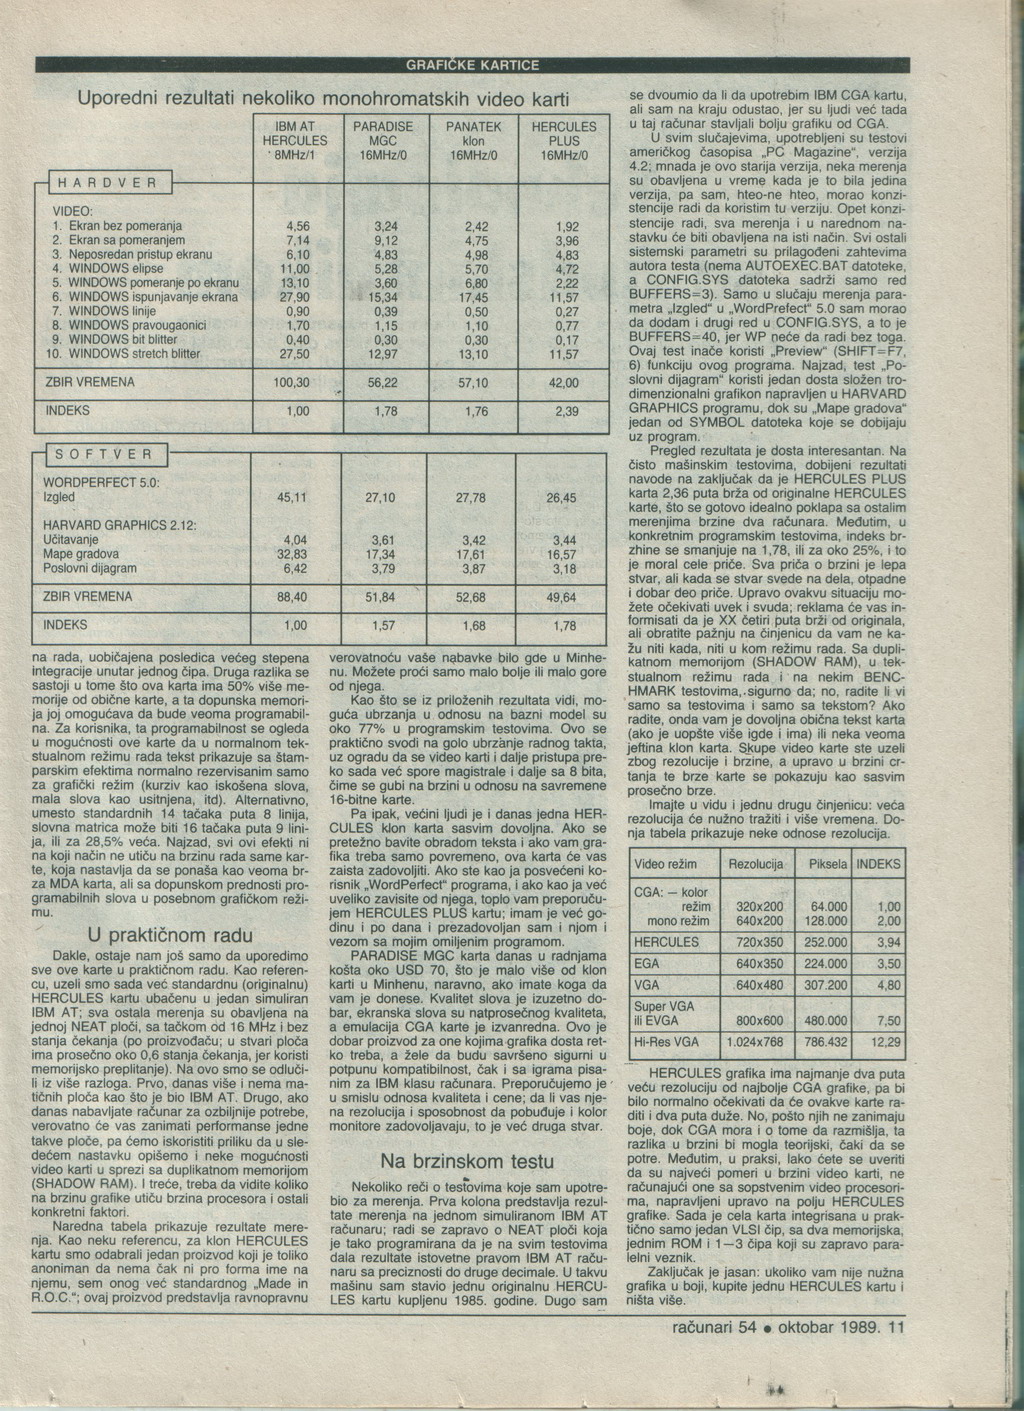 GRAFIČKE KARTICE
Uporedni rezultati nekoliko monohromatskih video karti
IBM AT HERCULES 8MHz/1 PARADISE MGC 16MHz/0 PANATEK klon 16MHz/0 HERCULES PLUS 16MHz/0
HARDVER
VIDEO:
1. Ekran bez pomeranja 4,56 3,24 2,42 1,92
2. Ekran sa pomeranjem 7,14 9,12 4,75 3,96
3. Neposredan pristup ekranu 6,10 4,83 4,98 4,83
4. WINDOWS elipse 11,00 5,28 5,70 4,72
5. WINDOWS pomeranje po ekranu 13,10 3,60 6,80 2,22
6. WINDOWS ispunjavanje ekrana 27,90 15,34 17,45 11,57
7. WINDOWS linije 0,90 0,39 0,50 0,27
8. WINDOWS pravougaonici 1,70 1,15 1,10 0,77
9. WINDOWS bit blitter 0,40 0,30 0,30 0,17
10. WINDOWS stretch blitter 27,50 12,97 13,10 11,57
ZBIR VREMENA 100,30 56,22 57,10 42,00
INDEKS 1,00 1,78 1,76 2,39
SOFTVER
WORDPERFECT 5.0:
Izgled 45,11 27,10 27,78 26,45
HARVARD GRAPHICS 2.12:
Učitavanje 4,04 3,61 3,42 3,44
Mape gradova 32,83 17,34 17,61 16,57
Poslovni dijagram 6,42 3,79 3,87 3,18
ZBIR VREMENA 88,40 51,84 52,68 49,64
INDEKS 1,00 1,57 1,68 1,78
na rada, uobičajena posledica većeg stepena
integracije unutar jednog čipa. Druga razlika se
sastoji u tome što ova karta ima 50% više me-
morije od obične karte, a ta dopunska memori-
ja joj omogućava da bude veoma programabil-
na. Za korisnika, ta programabilnost se ogleda
u mogućnosti ove karte da u normalnom tek-
stualnom režimu rada tekst prikazuje sa štam-
parskim efektima normalno rezervisanim samo
za grafički režim (kurziv kao iskošena slova,
mala slova kao usitnjena, itd). Alternativno,
umesto standardnih 14 tačaka puta 8 linija,
slovna matrica može biti 16 tačaka puta 9 lini-
ja, ili za 28,5% veća. Najzad, svi ovi efekti ni
na koji način ne utiču na brzinu rada same kar-
te, koja nastavlja da se ponaša kao veoma br-
za MDA karta, ali sa dopunskom prednosti pro-
gramabilnih slova u posebnom grafičkom reži-
mu.
U praktičnom radu
Dakle, ostaje nam još samo da uporedimo
sve ove karte u praktičnom radu. Kao referen-
cu, uzeli smo sada već standardnu (originalnu)
HERCULES kartu ubačenu u jedan simuliran
IBM AT; sva ostala merenja su obavljena na
jednoj NEAT ploči, sa tačkom od 16 MHz i bez
stanja čekanja (po proizvođaču; u stvari ploča
ima prosečno oko 0,6 stanja čekanja, jer koristi
memorijsko preplitanje). Na ovo smo se odluči-
li iz više razloga. Prvo, danas više i nema ma-
tičnih ploča kao što je bio IBM AT. Drugo, ako
danas nabavljate računar za ozbiljnije potrebe,
verovatno će vas zanimati performanse jedne
takve ploče, pa ćemo iskoristiti priliku da u sle-
dećem nastavku opišemo i neke mogućnosti
video karti u sprezi sa duplikatnom memorijom
(SHADOW RAM). I treće, treba da vidite koliko
na brzinu grafike utiču brzina procesora i ostali
konkretni faktori.
Naredna tabela prikazuje rezultate mere-
nja. Kao neku referencu, za klon HERCULES
kartu smo odabrali jedan proizvod koji je toliko
anoniman da nema čak ni pro forma ime na
njemu, sem onog već standardnog „Made in
R.O.C."; ovaj proizvod predstavlja ravnopravnu
verovatnoću vaše nabavke bilo gde u Minhe-
nu. Možete proći samo malo bolje ili malo gore
od njega.
Kao što se iz priloženih rezultata vidi, mo-
guća ubrzanja u odnosu na bazni model su
oko 77% u programskim testovima. Ovo se
praktično svodi na golo ubrzanje radnog takta,
uz ogradu da se video karti i dalje pristupa pre-
ko sada već spore magistrale i dalje sa 8 bita,
čime se gubi na brzini u odnosu na savremene
16-bitne karte.
Pa ipak, većini ljudi je i danas jedna HER-
CULES klon karta sasvim dovoljna. Ako se
pretežno bavite obradom teksta i ako vam gra-
fika treba samo povremeno, ova karta će vas
zaista zadovoljiti. Ako ste kao ja posvećeni ko-
risnik „WordPerfect" programa, i ako kao ja već
uveliko zavisite od njega, toplo vam preporuču-
jem HERCULES PLUS kartu; imam je već go-
dinu i po dana i prezadovoljan sam i njom i
vezom sa mojim omiljenim programom.
PARADISE MGC karta danas u radnjama
košta oko USD 70, što je malo više od klon
karti u Minhenu, naravno, ako imate koga da
vam je donese. Kvalitet slova je izuzetno do-
bar, ekranska slova su natprosečnog kvaliteta,
a emulacija CGA karte je izvanredna. Ovo je
dobar proizvod za one kojima grafika dosta ret-
ko treba, a žele da budu savršeno sigurni u
potpunu kompatibilnost, čak i sa igrama pisa-
nim za IBM klasu računara. Preporučujemo je
u smislu odnosa kvaliteta i cene; da li vas nje-
na rezolucija i sposobnost da pobuđuje i kolor
monitore zadovoljavaju, to je već druga stvar.
Na brzinskom testu
Nekoliko reči o testovima koje sam upotre-
bio za merenja. Prva kolona predstavlja rezul-
tate merenja na jednom simuliranom IBM AT
računaru; radi se zapravo o NEAT ploči koja
je tako programirana da je na svim testovima
dala rezultate istovetne pravom IBM AT raču-
naru sa preciznosti do druge decimale. U takvu
mašinu sam stavio jednu originalnu HERCU-
LES kartu kupljenu 1985. godine. Dugo sam
se dvoumio da li da upotrebim IBM CGA kartu,
ali sam na kraju odustao, jer su ljudi već tada
u taj računar stavljali bolju grafiku od CGA.
U svim slučajevima, upotrebljeni su testovi
američkog časopisa „PC Magazine", verzija
4.2; mnada je ovo starija verzija, neka merenja
su obavljena u vreme kada je to bila jedina
verzija, pa sam, hteo-ne hteo, morao konzi-
stencije radi da koristim tu verziju. Opet konzi-
stencije radi, sva merenja i u narednom na-
stavku će biti obavljena na isti način. Svi ostali
sistemski parametri su prilagođeni zahtevima
autora testa (nema AUTOEXEC.BAT datoteke,
a CONFIG.SYS datoteka sadrži samo red
BUFFERS=3). Samo u slučaju merenja para-
metra „Izgled" u „WordPrefect" 5.0 sam morao
da dodam i drugi red u CONFIG.SYS, a to je
BUFFERS=40, jer WP neće da radi bez toga.
Ovaj test inače koristi „Preview" (SHIFT=F7,
6) funkciju ovog programa. Najzad, test „Po-
slovni dijagram" koristi jedan dosta složen tro-
dimenzionalni grafikon napravljen u HARVARD
GRAPHICS programu, dok su „Mape gradova"
jedan od SYMBOL datoteka koje se dobijaju
uz program.
Pregled rezultata je dosta interesantan. Na
čisto mašinskim testovima, dobijeni rezultati
navode na zaključak da je HERCULES PLUS
karta 2,36 puta brža od originalne HERCULES
karte, što se gotovo idealno poklapa sa ostalim
merenjima brzine dva računara. Međutim, u
konkretnim programskim testovima, indeks br-
zhine se smanjuje na 1,78, ili za oko 25%, i to
je moral cele priče. Sva priča o brzini je lepa
stvar, ali kada se stvar svede na dela, otpadne
i dobar deo priče. Upravo ovakvu situaciju mo-
žete očekivati uvek i svuda; reklama će vas in-
formisati da je XX četiri puta brži od originala,
ali obratite pažnju na činjenicu da vam ne ka-
žu niti kada, niti u kom režimu rada. Sa dupli-
katnom memorijom (SHADOW RAM), u tek-
stualnom režimu rada i na nekim BENC-
HMARK testovima, sigurno da; no, radite li vi
samo sa testovima i samo sa tekstom? Ako
radite, onda vam je dovoljna obična tekst karta
(ako je uopšte više igde i ima) ili neka veoma
jeftina klon karta. Skupe video karte ste uzeli
zbog rezolucije i brzine, a upravo u brzini cr-
tanja te brze karte se pokazuju kao sasvim
prosečno brze.
Imajte u vidu i jednu drugu činjenicu: veća
rezolucija će nužno tražiti i više vremena. Do-
nja tabela prikazuje neke odnose rezolucija.
Video režim Rezolucija Piksela INDEKS
CGA: — kolor
režim 320x200 64.000 1,00
mono režim 640x200 128.000 2,00
HERCULES 720x350 252.000 3,94
EGA 640x350 224.000 3,50
VGA 640x480 307.200 4,80
Super VGA
ili EVGA 800x600 480.000 7,50
Hi-Res VGA 1.024x768 786.432 12,29
HERCULES grafika ima najmanje dva puta
veću rezoluciju od najbolje CGA grafike, pa bi
bilo normalno očekivati da će ovakve karte ra-
diti i dva puta duže. No, pošto njih ne zanimaju
boje, dok CGA mora i o tome da razmišlja, ta
razlika u brzini bi mogla teorijski, čaki da se
potre. Međutim, u praksi, lako ćete se uveriti
da su najveći pomeri u brzini video karti, ne
računajući one sa sopstvenim video procesori-
ma, napravljeni upravo na polju HERCULES
grafike. Sada je cela karta integrisana u prak-
tično samo jedan VLSI čip, sa dva memorijska,
jednim ROM i 1—3 čipa koji su zapravo para-
lelni veznik.
Zaključak je jasan: ukoliko vam nije nužna
grafika u boji, kupite jednu HERCULES kartu i
ništa više.
računari 54 • oktobar 1989. 11